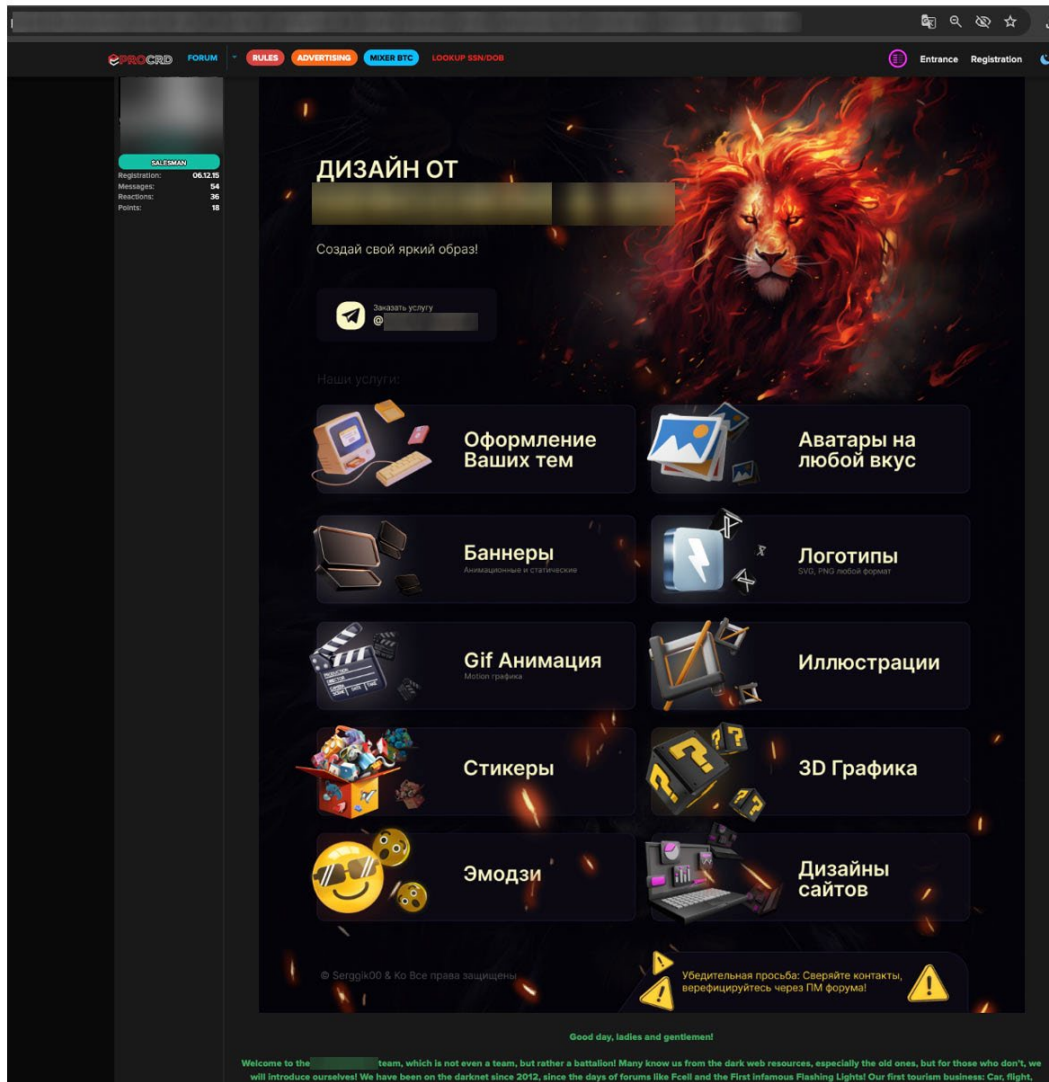 PROCRD FORUM RULES ADVERTISING MIXER BTC LOOKUP SSN/DOB Entrance Registration
SALESMAN
Registration: 06.12.15
Messages: 54
Reactions: 36
Points: 18
ДИЗАЙН ОТ
Создай свой яркий образ!
Заказать услугу
@
Наши услуги:
Оформление
Ваших тем
Аватары на
любой вкус
Баннеры
Анимационные и статические
Логотипы
SVG, PNG любой формат
Gif Анимация
Motion графика
Иллюстрации
Стикеры
3D Графика
Эмодзи
Дизайны
сайтов
© Serggik00 & Ko Все права защищены
Убедительная просьба: Сверяйте контакты,
верефицируйтесь через ПМ форума!
Good day, ladies and gentlemen!
Welcome to the team, which is not even a team, but rather a battalion! Many know us from the dark web resources, especially the old ones, but for those who don't, we
will introduce ourselves! We have been on the darknet since 2012, since the days of forums like Fcell and the First infamous Flashing Lights! Our first tourism business: Car, flight,